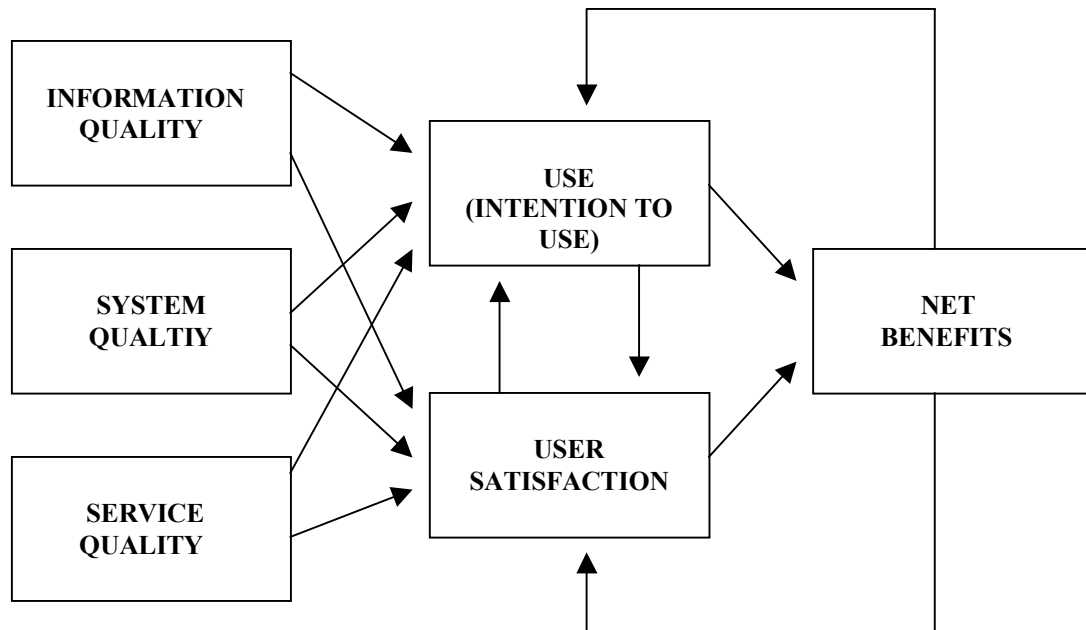 INFORMATION
QUALITY
SYSTEM
QUALTIY
SERVICE
QUALITY
USE
(INTENTION TO
USE)
USER
SATISFACTION
NET
BENEFITS